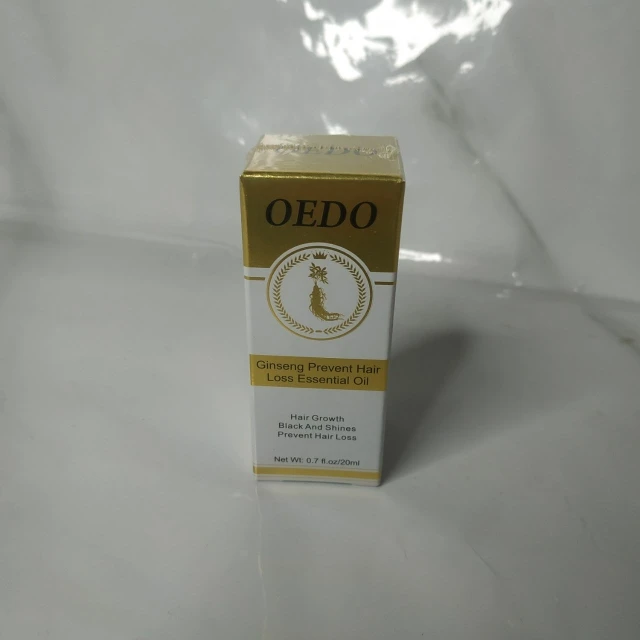 OEDO
Ginseng Prevent Hair
Loss Essential Oil
Hair Growth
Black And Shines
Prevent Hair Loss
Net Wt: 0.7 fl.oz/20ml